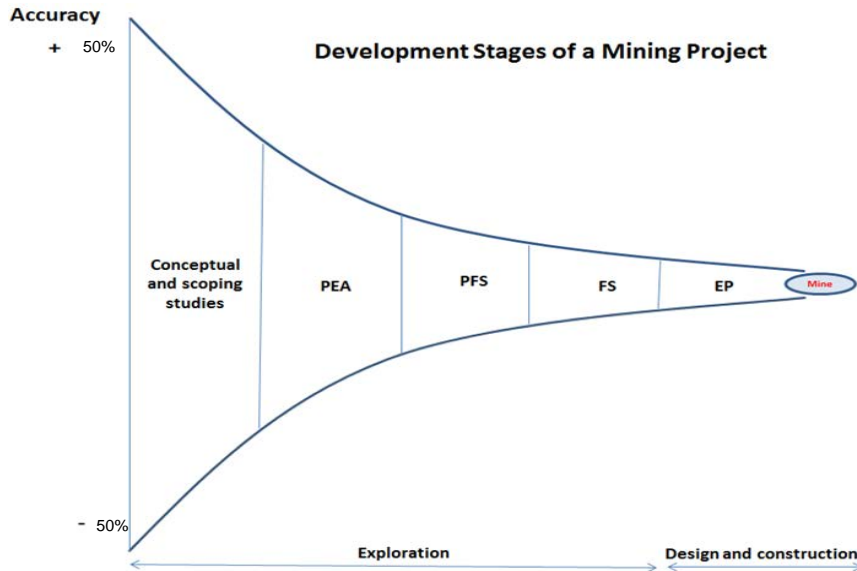 Accuracy
+ 50%
Development Stages of a Mining Project
Conceptual
and scoping
studies
PEA
PFS
FS
EP
Mine
- 50%
Exploration
Design and construction